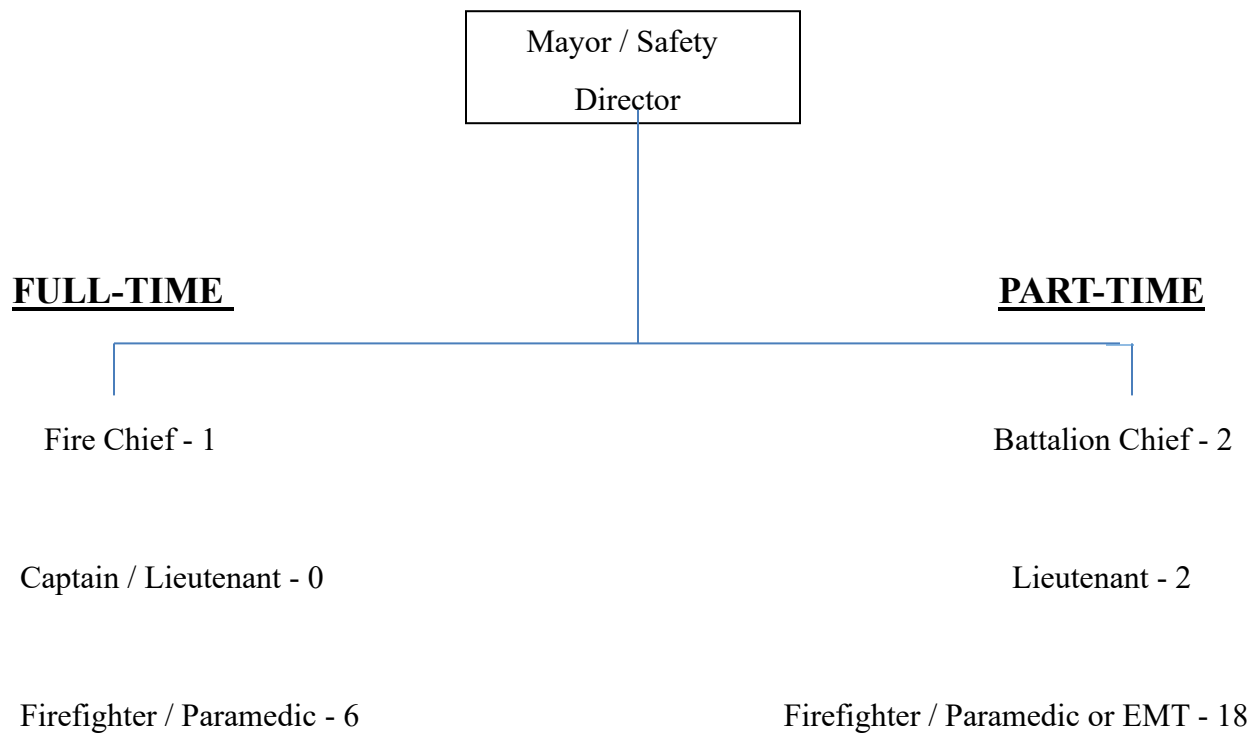 Mayor / Safety
Director
FULL-TIME
PART-TIME
Fire Chief - 1
Battalion Chief - 2
Captain / Lieutenant - 0
Lieutenant - 2
Firefighter / Paramedic - 6
Firefighter / Paramedic or EMT - 18